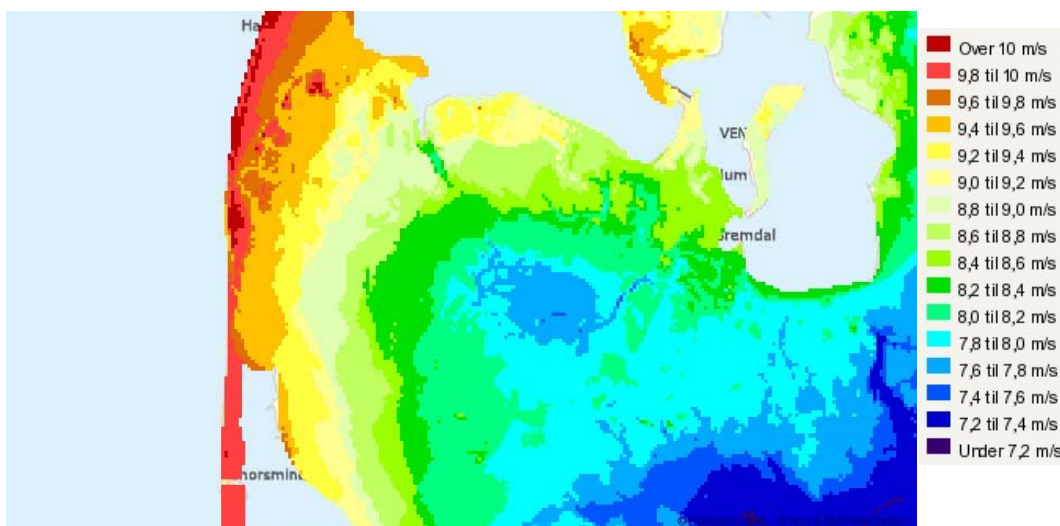 Ha
VEN
lum
Bremdal
horsmin
Over 10 m/s
9,8 til 10 m/s
9,6 til 9,8 m/s
9,4 til 9,6 m/s
9,2 til 9,4 m/s
9,0 til 9,2 m/s
8,8 til 9,0 m/s
8,6 til 8,8 m/s
8,4 til 8,6 m/s
8,2 til 8,4 m/s
8,0 til 8,2 m/s
7,8 til 8,0 m/s
7,6 til 7,8 m/s
7,4 til 7,6 m/s
7,2 til 7,4 m/s
Under 7,2 m/s